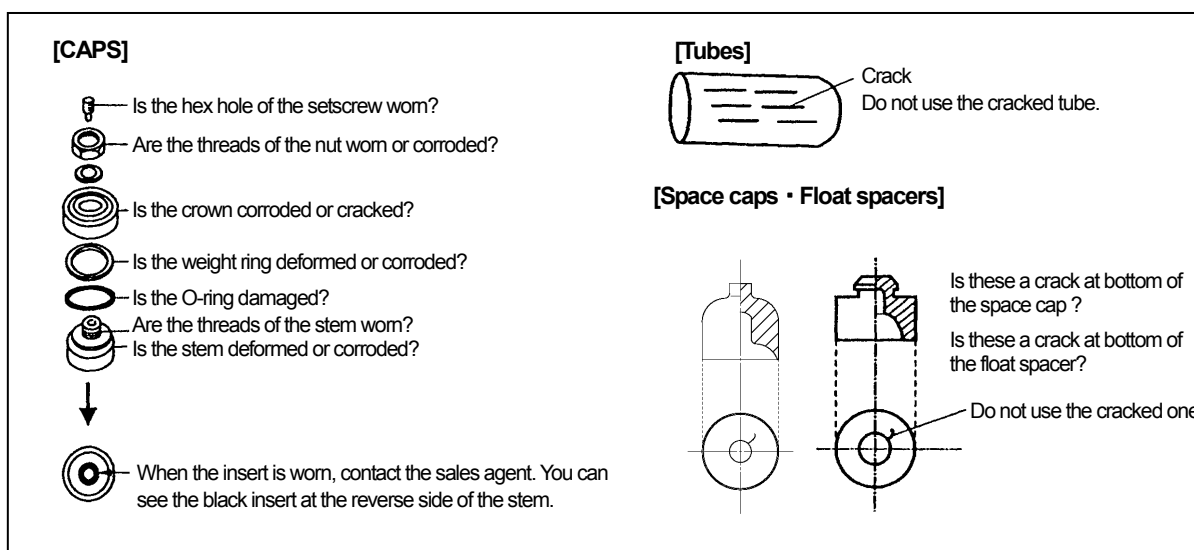 [CAPS]
Is the hex hole of the setscrew worn?
Are the threads of the nut worn or corroded?
Is the crown corroded or cracked?
Is the weight ring deformed or corroded?
Is the O-ring damaged?
Are the threads of the stem worn?
Is the stem deformed or corroded?
When the insert is worn, contact the sales agent. You can
see the black insert at the reverse side of the stem.
[Tubes]
Crack
Do not use the cracked tube.
[Space caps・Float spacers]
Is these a crack at bottom of
the space cap ?
Is these a crack at bottom of
the float spacer?
Do not use the cracked one